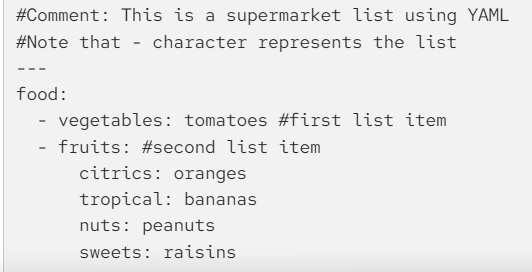 #Comment: This is a supermarket list using YAML
#Note that - character represents the list
---
food:
  - vegetables: tomatoes #first list item
  - fruits: #second list item
      citrics: oranges
      tropical: bananas
      nuts: peanuts
      sweets: raisins